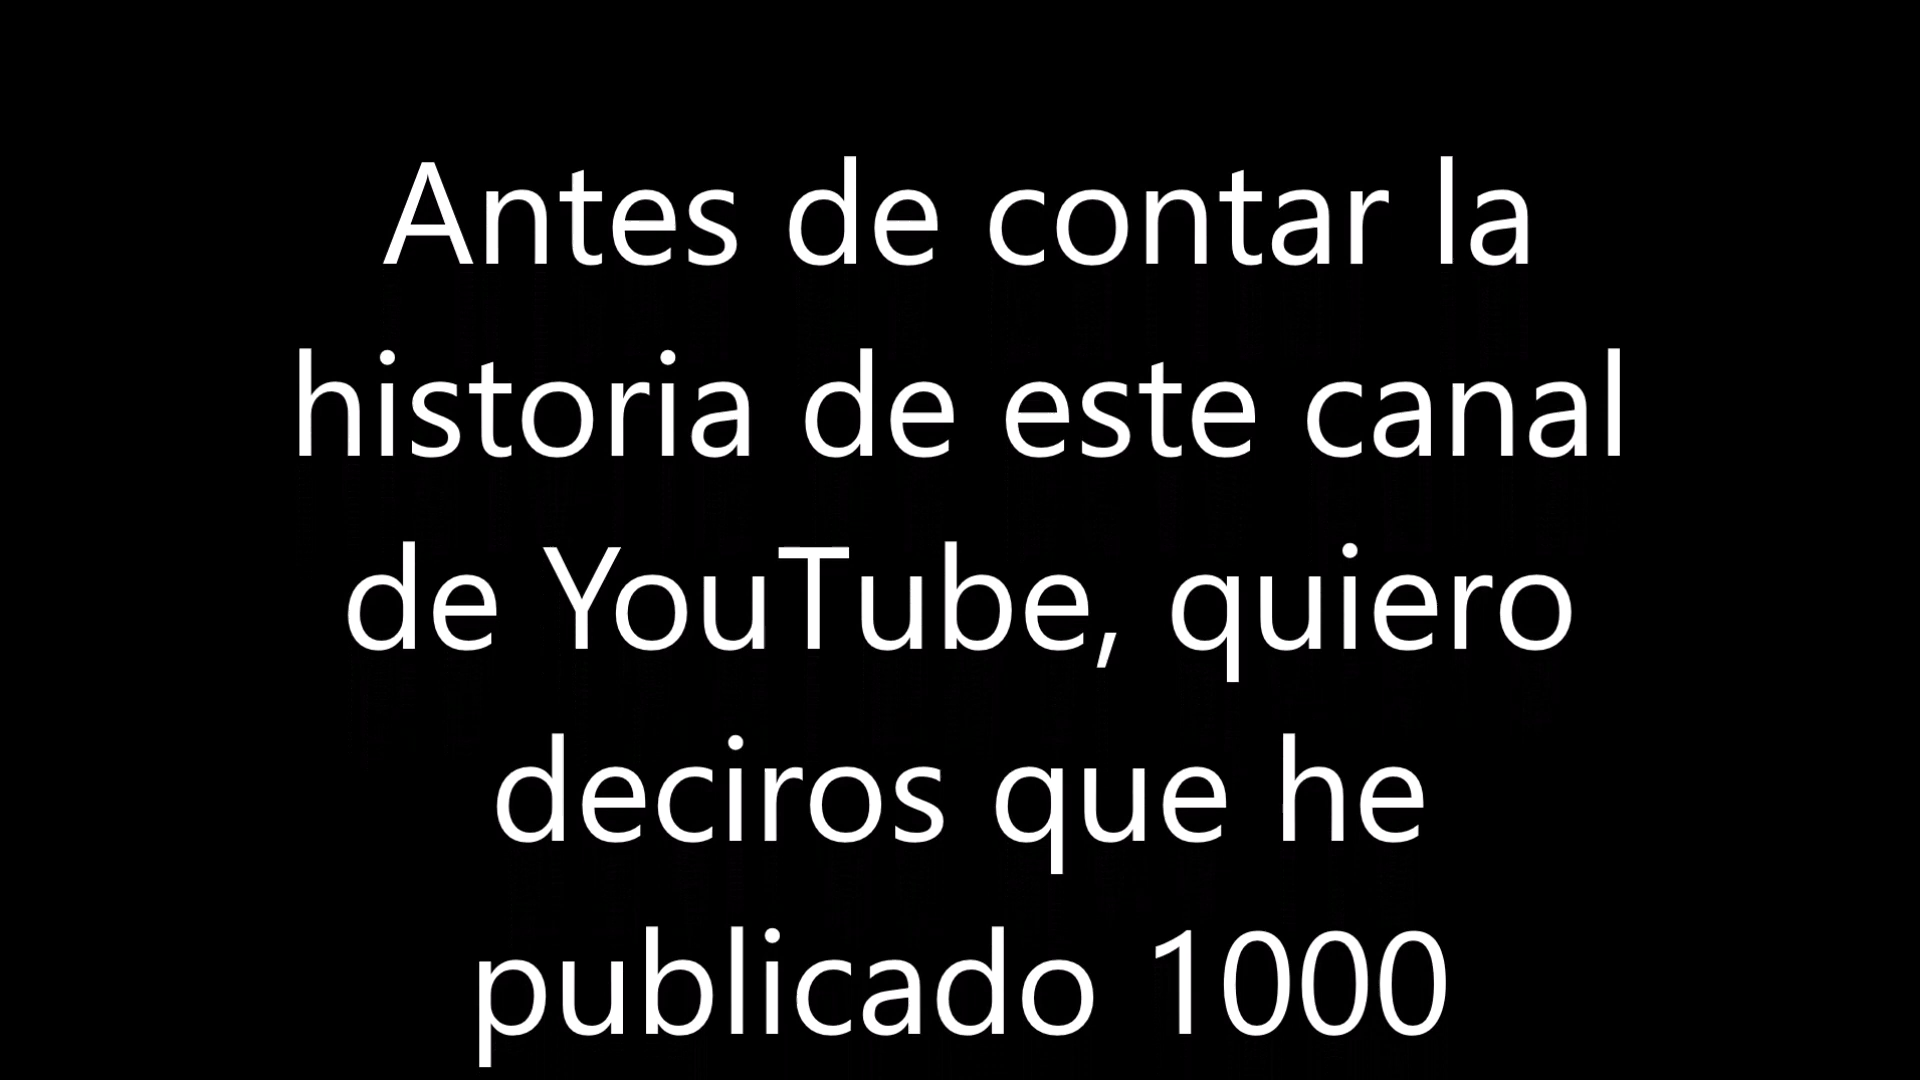 Antes de contar la
historia de este canal
de YouTube, quiero
deciros que he
publicado 1000